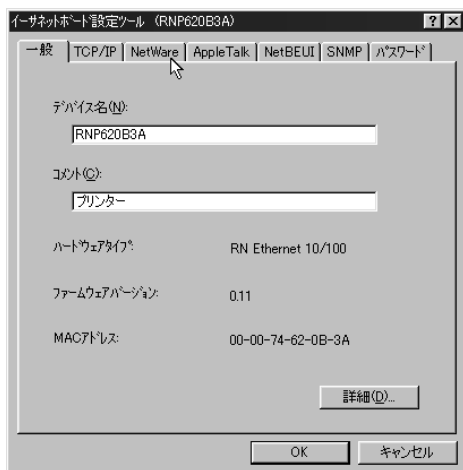 ｲｰｻﾈｯﾄﾎﾞｰﾄﾞ設定ﾂｰﾙ (RNP620B3A)
一般 TCP/IP NetWare AppleTalk NetBEUI SNMP ﾊﾟｽﾜｰﾄﾞ
ﾃﾞﾊﾞｲｽ名(N):
RNP620B3A
ｺﾒﾝﾄ(C):
プリンター
ﾊｰﾄﾞｳｪｱﾀｲﾌﾟ: RN Ethernet 10/100
ﾌｧｰﾑｳｪｱﾊﾞｰｼﾞｮﾝ: 0.11
MACｱﾄﾞﾚｽ: 00-00-74-62-0B-3A
詳細(D)...
OK キャンセル